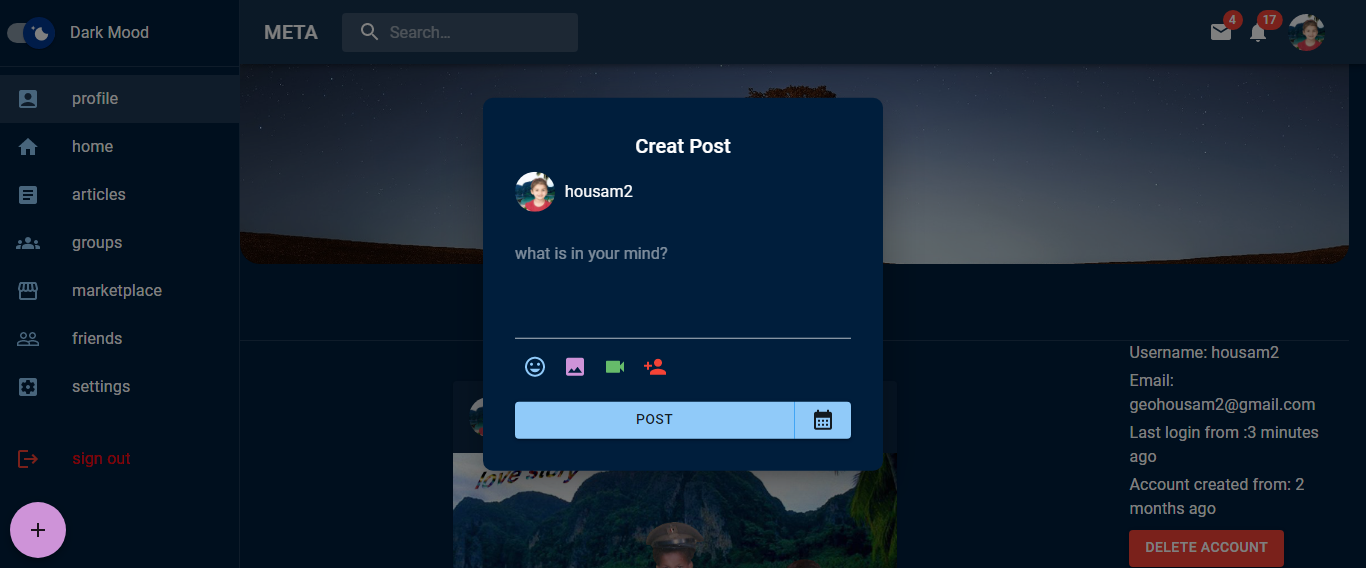 Dark Mood
META
Search...
4
17
profile
home
articles
groups
marketplace
friends
settings
sign out
Creat Post
housam2
what is in your mind?
POST
love story
Username: housam2
Email:
geohousam2@gmail.com
Last login from :3 minutes
ago
Account created from: 2
months ago
DELETE ACCOUNT